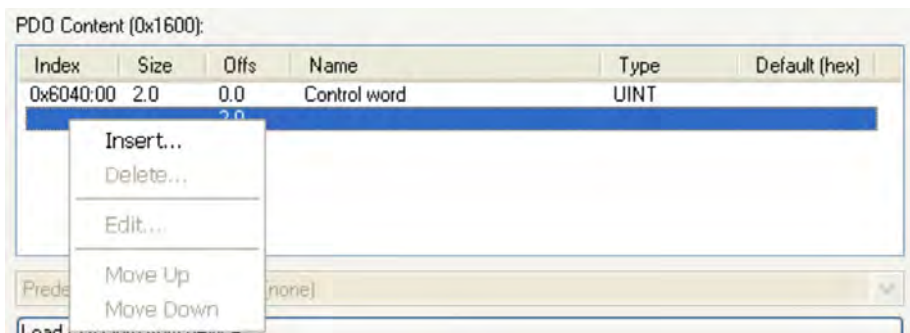 PDO Content (0x1600):
Index Size Offs Name Type Default (hex)
0x6040:00 2.0 0.0 Control word UINT
2.0
Insert...
Delete...
Edit...
Move Up
(none)
Move Down
Load